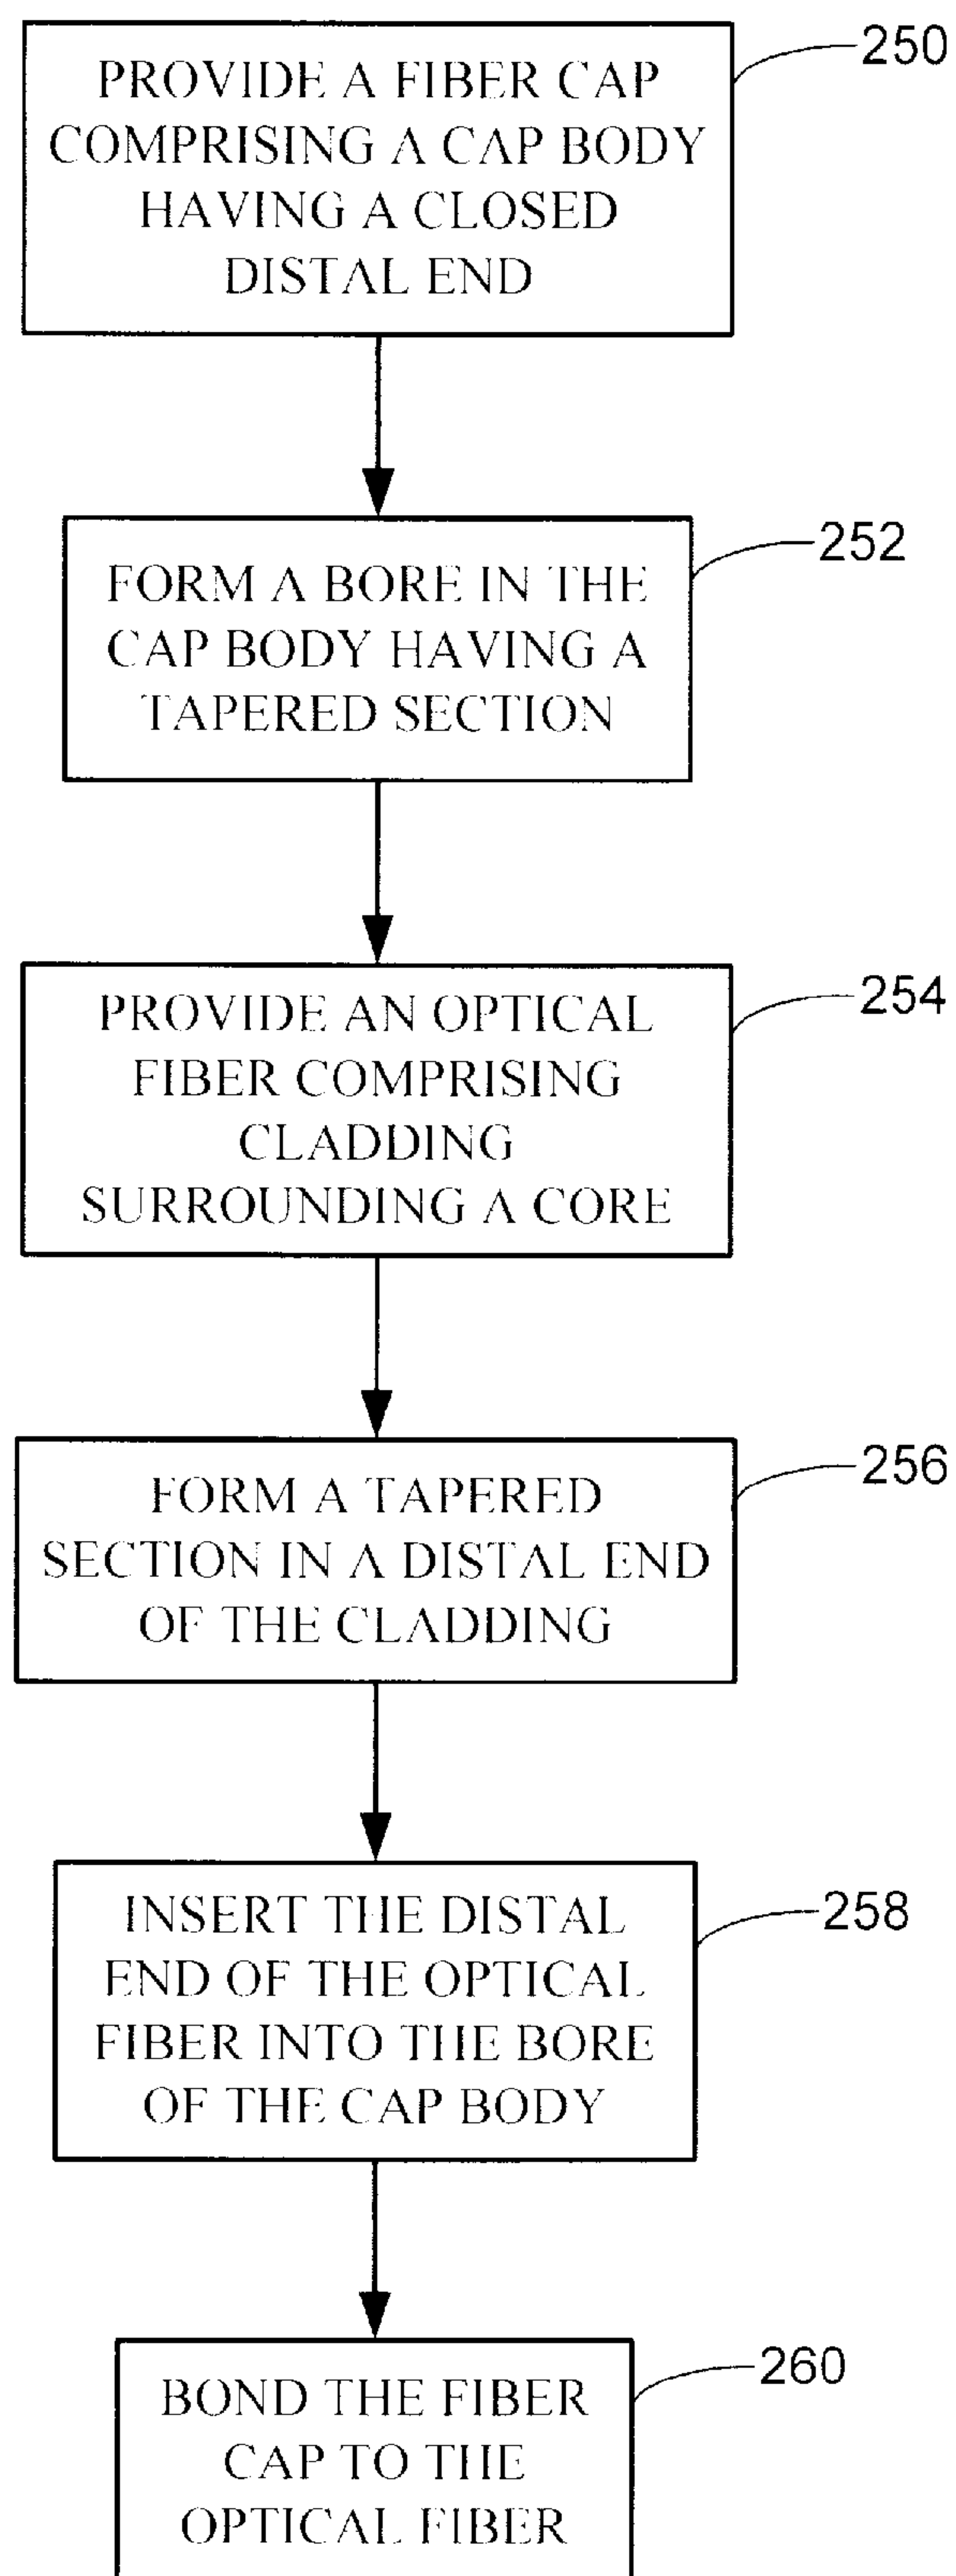 PROVIDE A FIBER CAP
COMPRISING A CAP BODY
HAVING A CLOSED
DISTAL END
250
FORM A BORE IN THE
CAP BODY HAVING A
TAPERED SECTION
252
PROVIDE AN OPTICAL
FIBER COMPRISING
CLADDING
SURROUNDING A CORE
254
FORM A TAPERED
SECTION IN A DISTAL END
OF THE CLADDING
256
INSERT THE DISTAL
END OF THE OPTICAL
FIBER INTO THE BORE
OF THE CAP BODY
258
BOND THE FIBER
CAP TO THE
OPTICAL FIBER
260